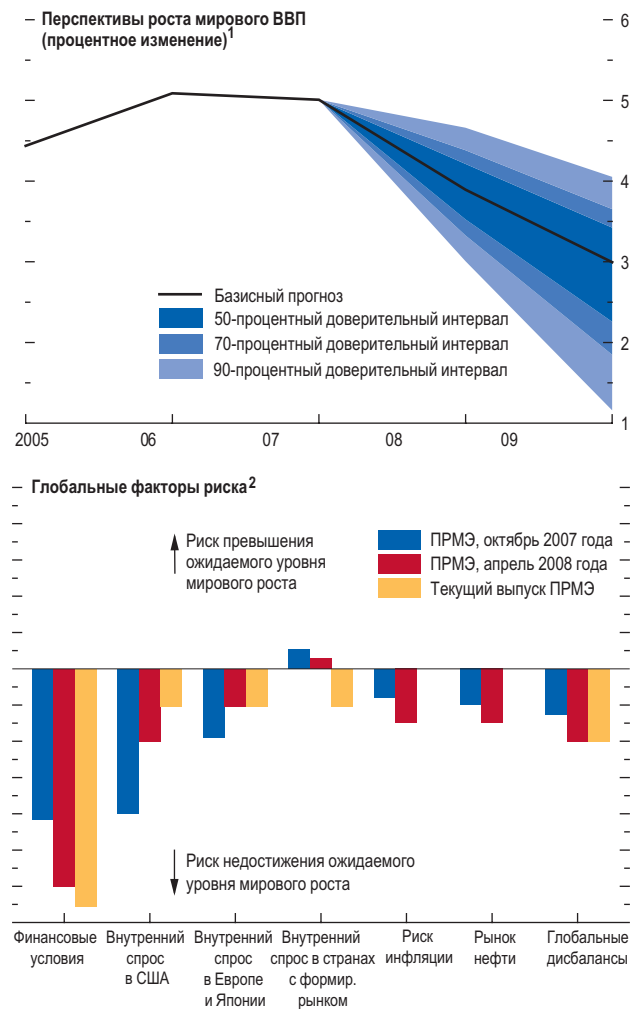 Перспективы роста мирового ВВП
(процентное изменение)1
6
5
4
3
2
1
Базисный прогноз
50-процентный доверительный интервал
70-процентный доверительный интервал
90-процентный доверительный интервал
2005 06 07 08 09
Глобальные факторы риска2
Риск превышения
ожидаемого уровня
мирового роста
ПРМЭ, октябрь 2007 года
ПРМЭ, апрель 2008 года
Текущий выпуск ПРМЭ
Риск недостижения ожидаемого
уровня мирового роста
Финансовые
условия
Внутренний
спрос
в США
Внутренний
спрос
в Европе
и Японии
Внутренний
спрос в странах
с формир.
рынком
Риск
инфляции
Рынок
нефти
Глобальные
дисбалансы